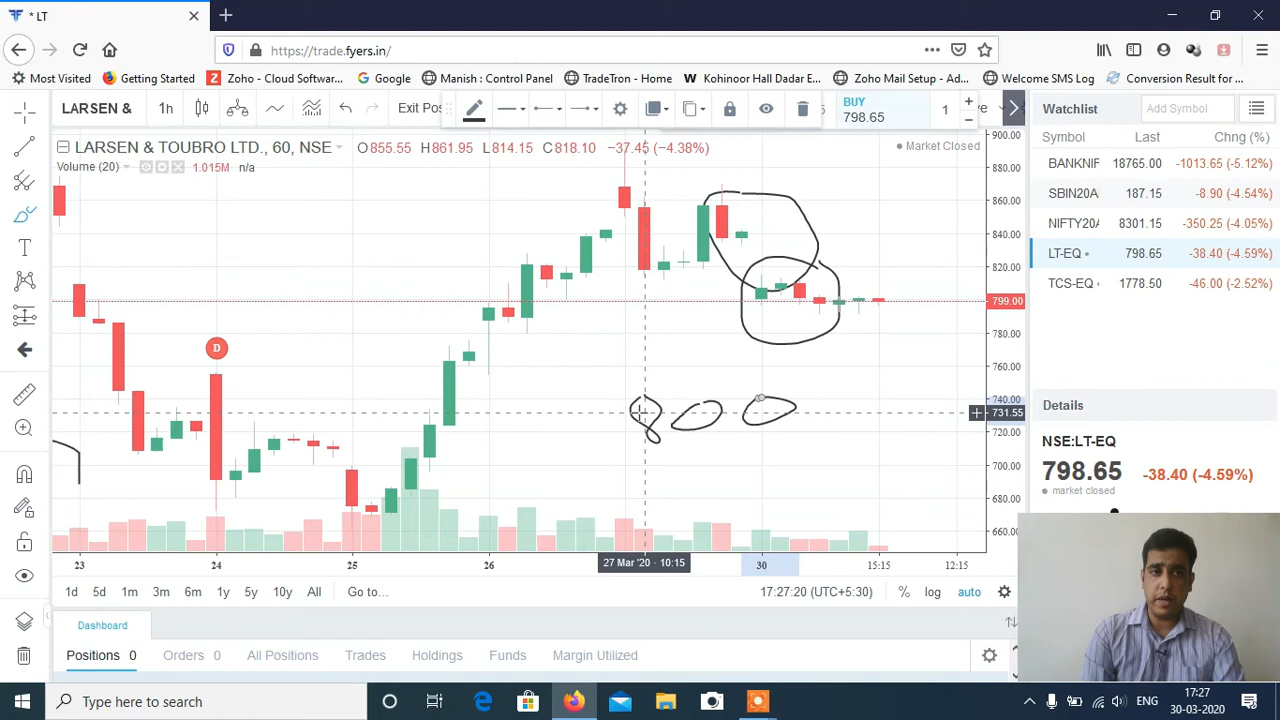 * LT
https://trade.fyers.in/
Most Visited Getting Started Zoho - Cloud Softwar... Google Manish : Control Panel TradeTron - Home Kohinoor Hall Dadar E... Zoho Mail Setup - Ad... Welcome SMS Log Conversion Result for ...
LARSEN & 1h Exit Pos BUY 798.65 1
LARSEN & TOUBRO LTD., 60, NSE O855.55 H861.95 L814.15 C818.10 −37.45 (−4.38%) Market Closed
Volume (20) 1.015M n/a
900.00
880.00
860.00
840.00
820.00
799.00
780.00
760.00
740.00
731.55
720.00
700.00
680.00
660.00
D
800
23 24 25 26 27 Mar '20 · 10:15 30 15:15 12:15
1d 5d 1m 3m 6m 1y 5y 10y All Go to... 17:27:20 (UTC+5:30) % log auto
Dashboard
Positions 0 Orders 0 All Positions Trades Holdings Funds Margin Utilized
Watchlist Add Symbol
Symbol Last Chng (%)
BANKNIF 18765.00 -1013.65 (-5.12%)
SBIN20A 187.15 -8.90 (-4.54%)
NIFTY20A 8301.15 -350.25 (-4.05%)
LT-EQ 798.65 -38.40 (-4.59%)
TCS-EQ 1778.50 -46.00 (-2.52%)
Details
NSE:LT-EQ
798.65 -38.40 (-4.59%)
market closed
Type here to search
ENG 17:27
30-03-2020